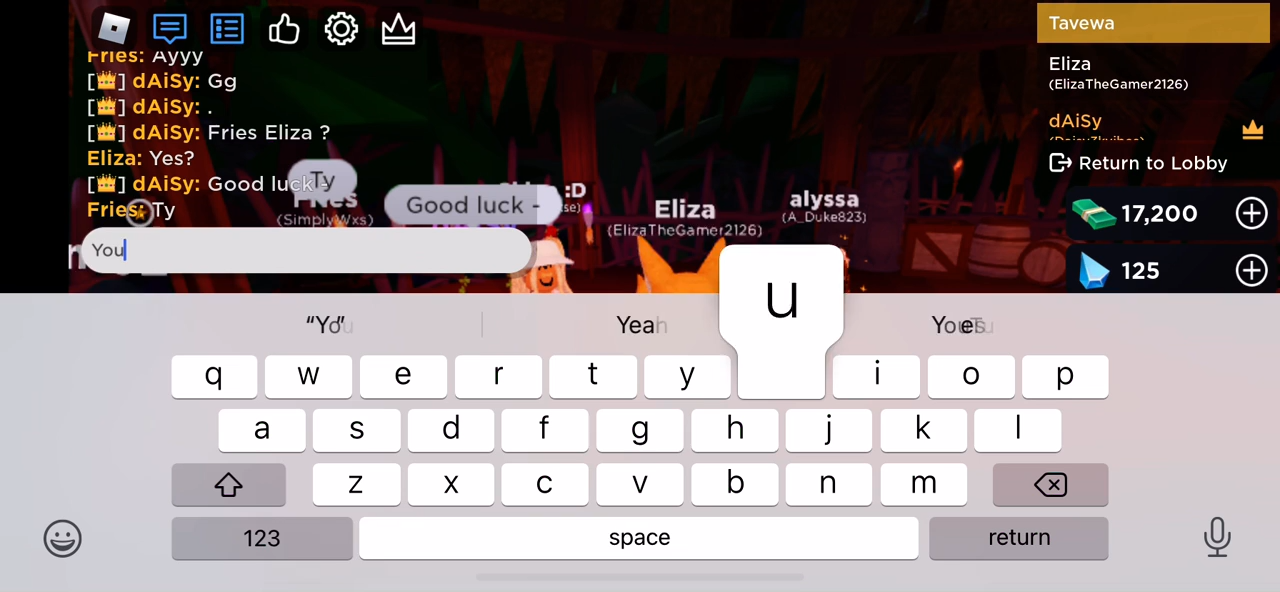 Fries: Ayyy
[👑] dAiSy: Gg
[👑] dAiSy: .
[👑] dAiSy: Fries Eliza ?
Eliza: Yes?
[👑] dAiSy: Good luck -
Fries: Ty
You
Ty
Fries
(SimplyWxs)
Good luck -
:D
Eliza
(ElizaTheGamer2126)
alyssa
(A_Duke823)
Tavewa
Eliza
(ElizaTheGamer2126)
dAiSy
Return to Lobby
17,200
125
“Yo”
Yeah
u
q w e r t y i o p
a s d f g h j k l
z x c v b n m
123 space return